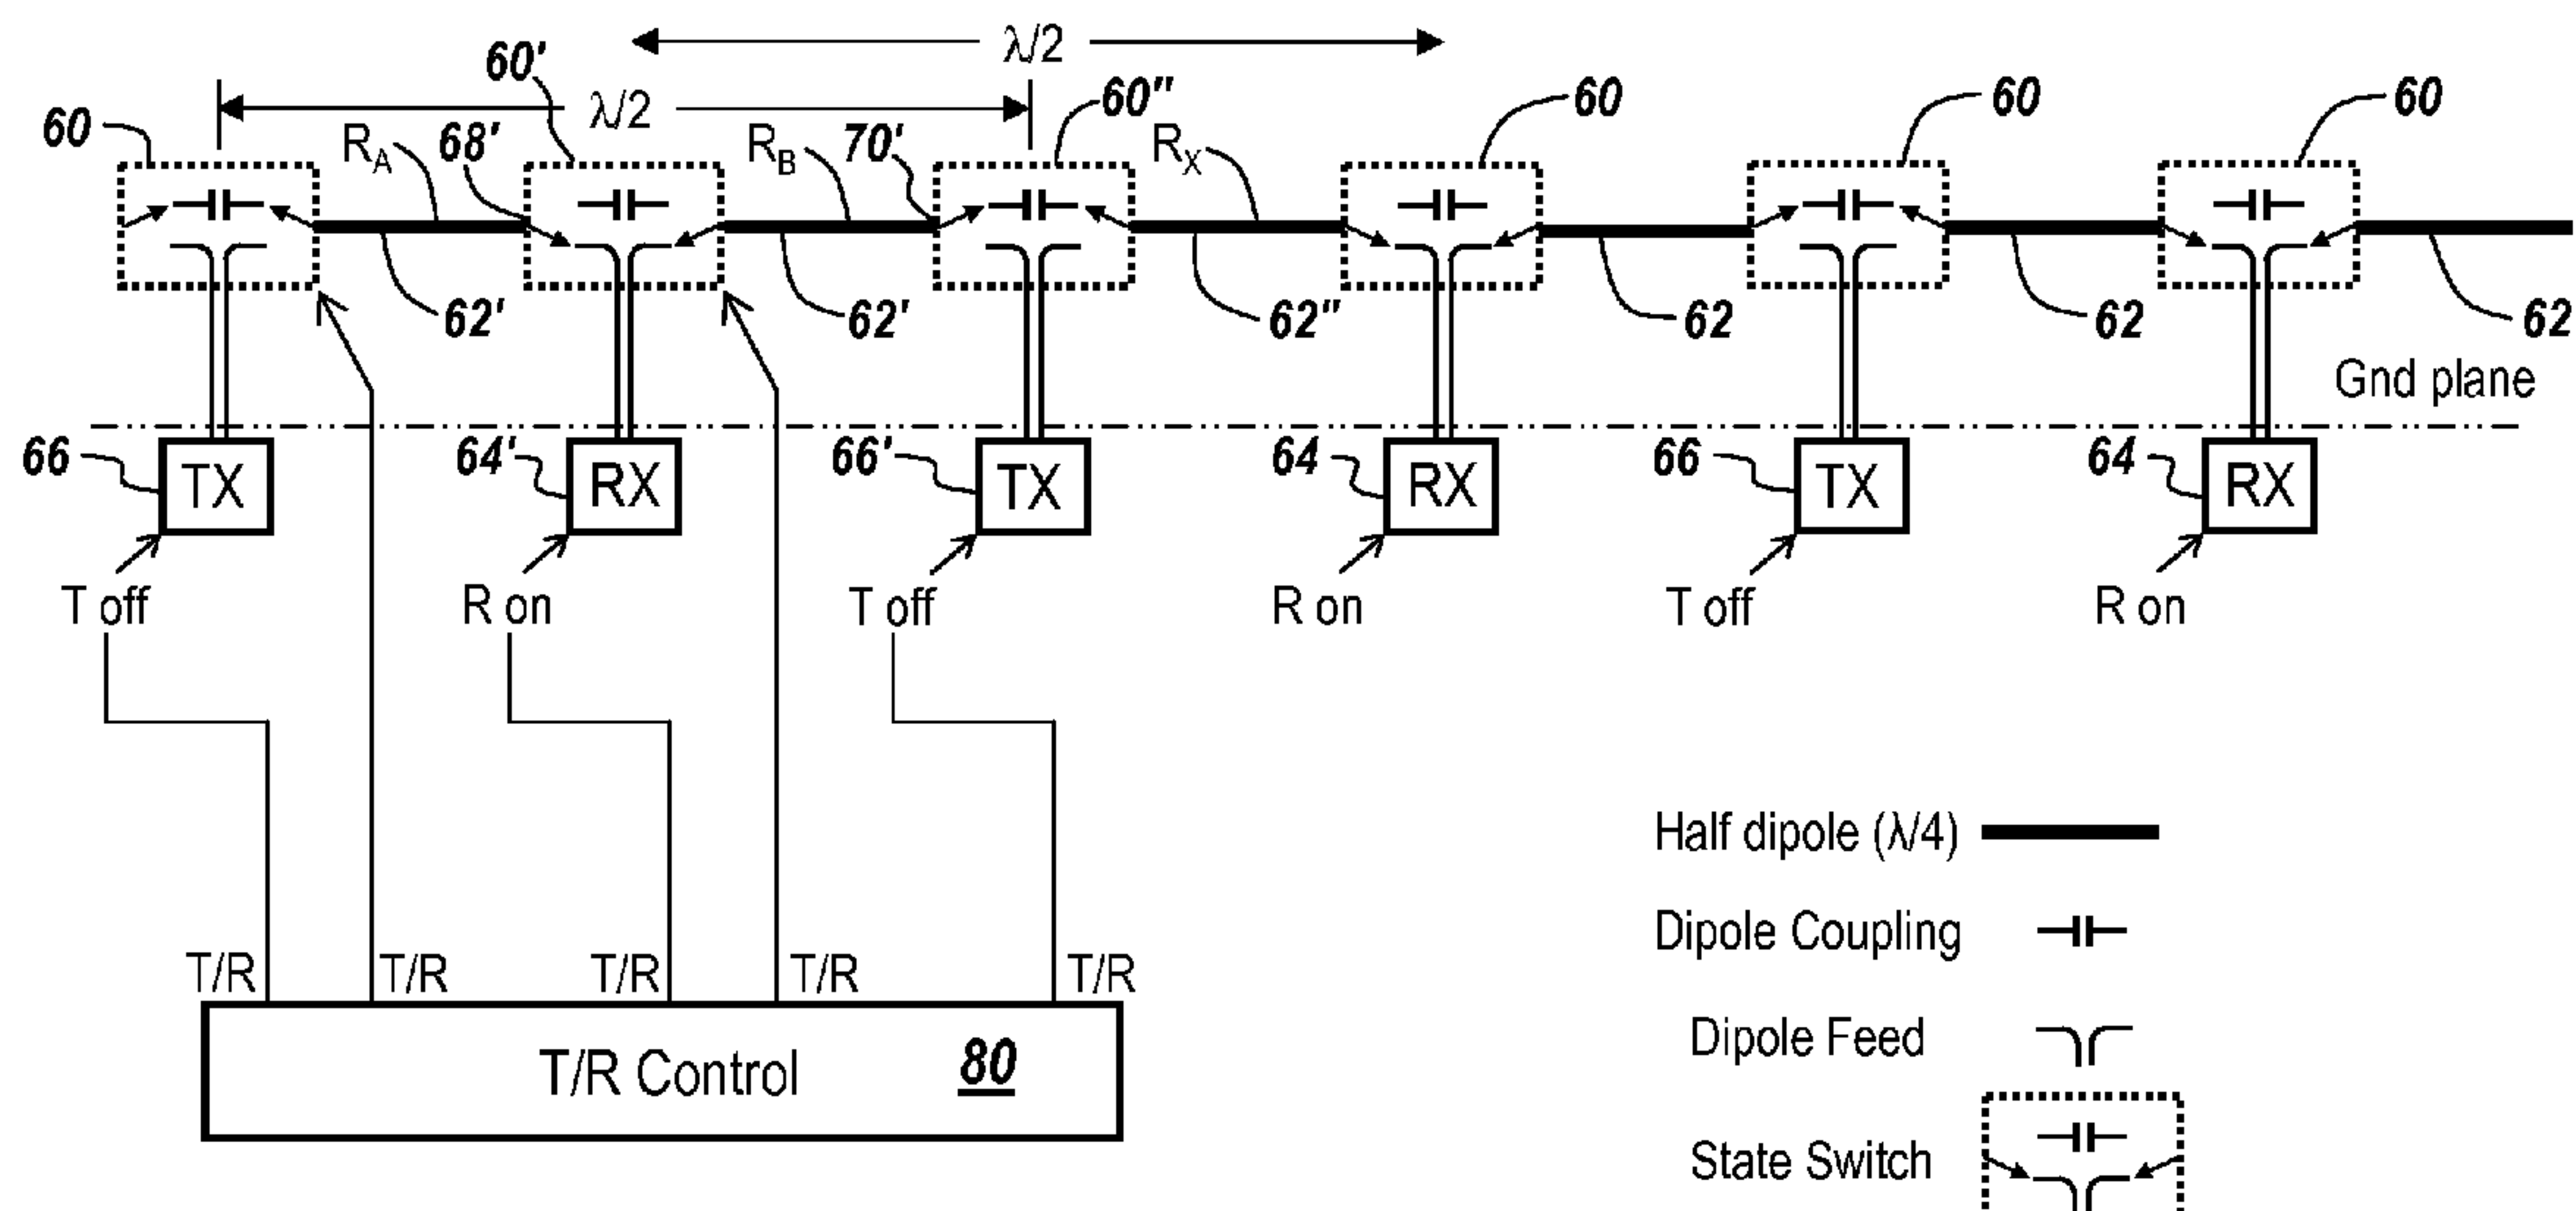 λ/2
60'
λ/2
60"
60
60
60
60
R_A
68'
R_B
70'
R_X
62'
62'
62"
62
62
62
Gnd plane
66
TX
64'
RX
66'
TX
64
RX
66
TX
64
RX
T off
R on
T off
R on
T off
R on
T/R
T/R
T/R
T/R
T/R
T/R Control 80
Half dipole (λ/4)
Dipole Coupling
Dipole Feed
State Switch